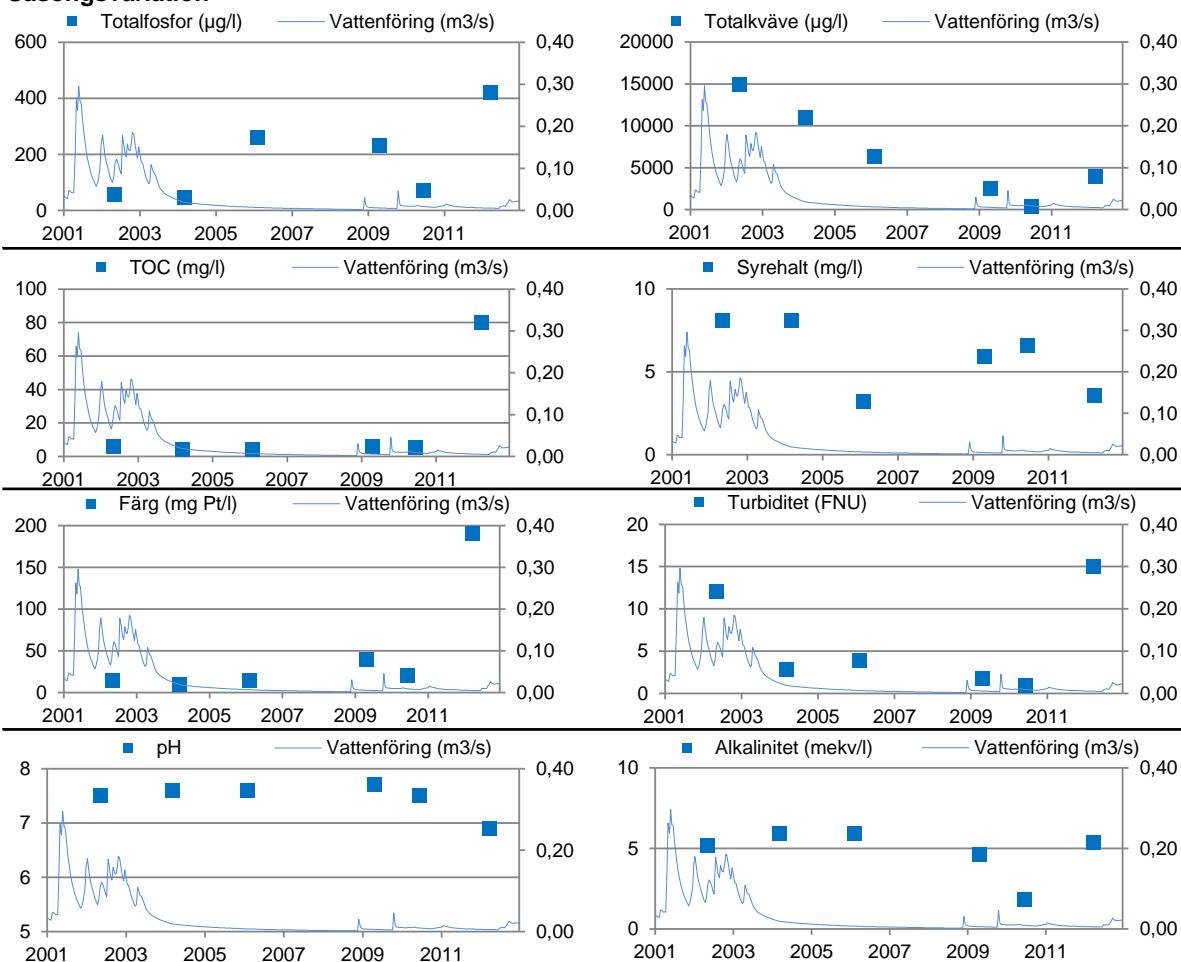 Säsongsvariation
Totalfosfor (µg/l) Vattenföring (m3/s)
600 0,40
400 0,30
0,20
200 0,10
0 0,00
2001 2003 2005 2007 2009 2011
Totalkväve (µg/l) Vattenföring (m3/s)
20000 0,40
15000 0,30
10000 0,20
5000 0,10
0 0,00
2001 2003 2005 2007 2009 2011
TOC (mg/l) Vattenföring (m3/s)
100 0,40
80 0,30
60
0,20
40
20 0,10
0 0,00
2001 2003 2005 2007 2009 2011
Syrehalt (mg/l) Vattenföring (m3/s)
10 0,40
0,30
5 0,20
0,10
0 0,00
2001 2003 2005 2007 2009 2011
Färg (mg Pt/l) Vattenföring (m3/s)
200 0,40
150 0,30
100 0,20
50 0,10
0 0,00
2001 2003 2005 2007 2009 2011
Turbiditet (FNU) Vattenföring (m3/s)
20 0,40
15 0,30
10 0,20
5 0,10
0 0,00
2001 2003 2005 2007 2009 2011
pH Vattenföring (m3/s)
8 0,40
7
0,20
6
5 0,00
2001 2003 2005 2007 2009 2011
Alkalinitet (mekv/l) Vattenföring (m3/s)
10 0,40
5 0,20
0 0,00
2001 2003 2005 2007 2009 2011